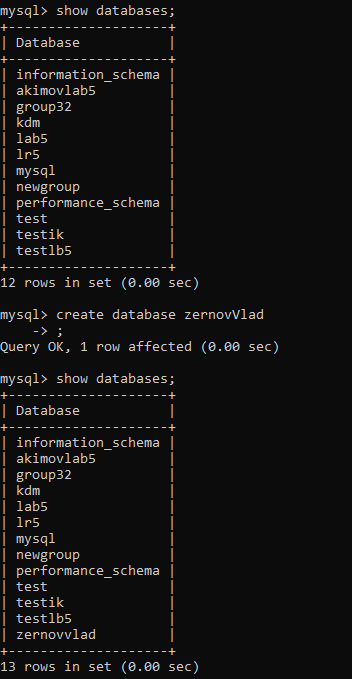 mysql> show databases;
+--------------------+
| Database           |
+--------------------+
| information_schema |
| akimovlab5         |
| group32            |
| kdm                |
| lab5               |
| lr5                |
| mysql              |
| newgroup           |
| performance_schema |
| test               |
| testik             |
| testlb5            |
+--------------------+
12 rows in set (0.00 sec)

mysql> create database zernovVlad
    -> ;
Query OK, 1 row affected (0.00 sec)

mysql> show databases;
+--------------------+
| Database           |
+--------------------+
| information_schema |
| akimovlab5         |
| group32            |
| kdm                |
| lab5               |
| lr5                |
| mysql              |
| newgroup           |
| performance_schema |
| test               |
| testik             |
| testlb5            |
| zernovvlad         |
+--------------------+
13 rows in set (0.00 sec)